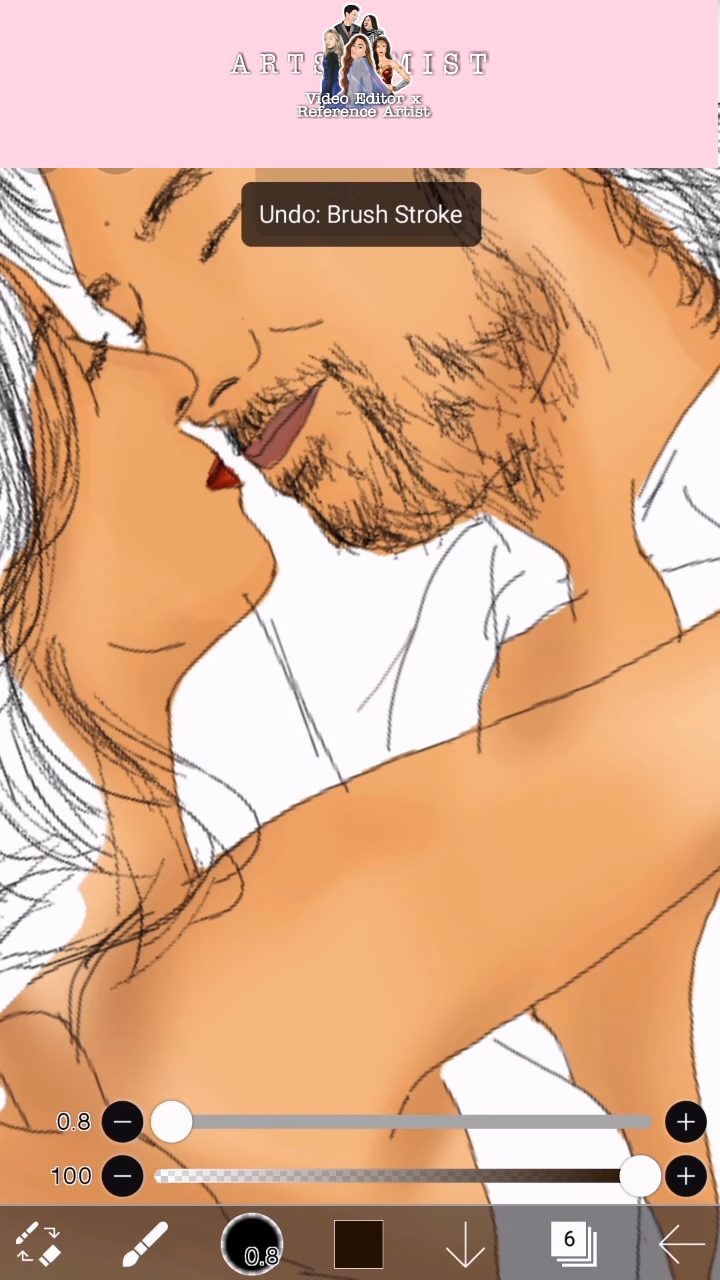 ARTS MIST
Video Editor x
Reference Artist
Undo: Brush Stroke
0.8
100
0.8
6